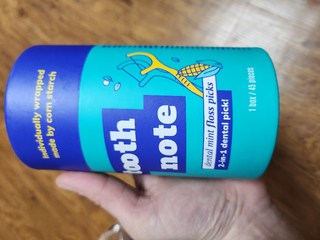 individually wrapped
made by corn starch
tooth
note
dental mint floss picks
2-in-1 dental pick!
1 box / 45 pieces